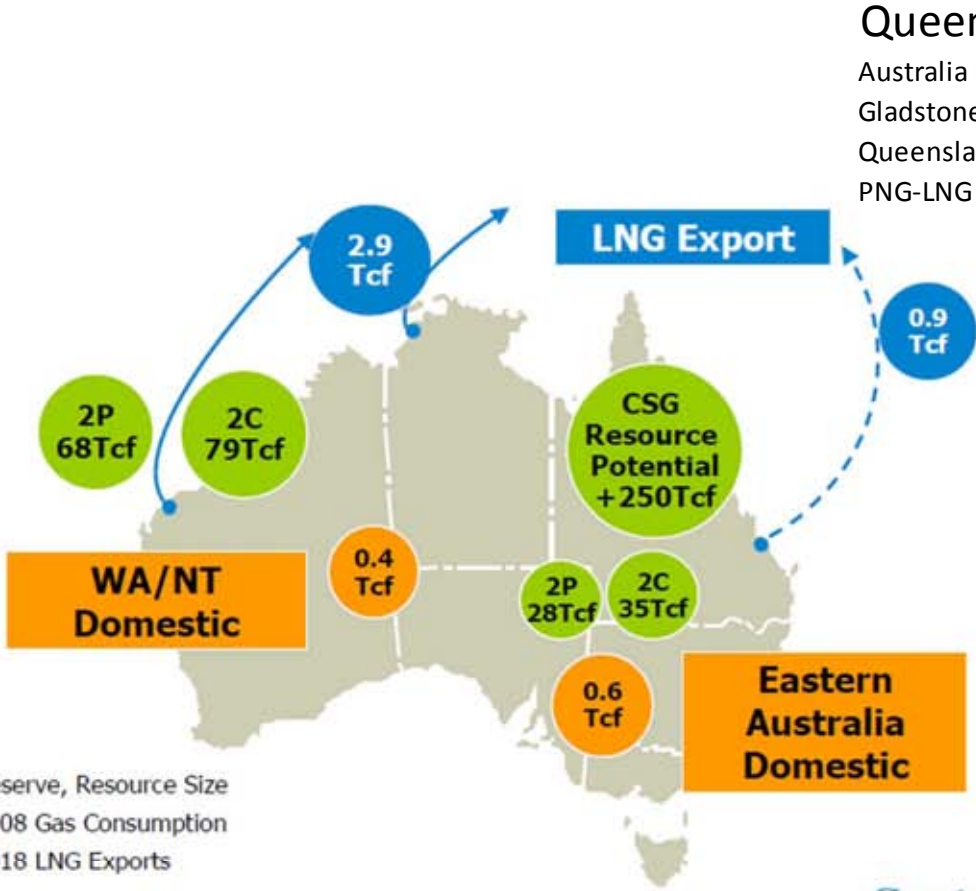 Queen
Australia
Gladstone
Queensla
PNG-LNG
2.9
Tcf
LNG Export
0.9
Tcf
2P
68Tcf
2C
79Tcf
CSG
Resource
Potential
+250Tcf
WA/NT
Domestic
0.4
Tcf
2P
28Tcf
2C
35Tcf
0.6
Tcf
Eastern
Australia
Domestic
serve, Resource Size
08 Gas Consumption
18 LNG Exports